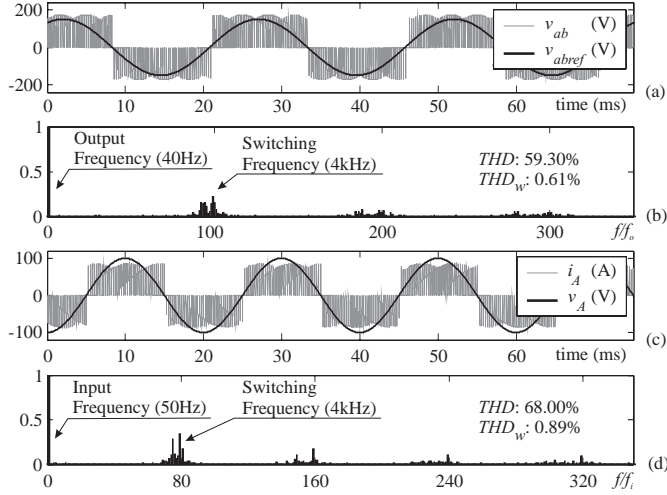 200
0
-200
v_ab (V)
v_abref (V)
10 20 30 40 50 60 time (ms) (a)
1
0.5
0
Output
Frequency (40Hz)
Switching
Frequency (4kHz)
THD: 59.30%
THD_w: 0.61%
100 200 300 f/f_o (b)
100
0
-100
i_A (A)
v_A (V)
0 10 20 30 40 50 60 time (ms) (c)
1
0.5
0
Input
Frequency (50Hz)
Switching
Frequency (4kHz)
THD: 68.00%
THD_w: 0.89%
(d)
0 80 160 240 320 f/f_i